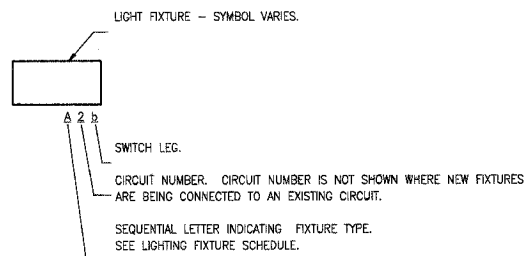 LIGHT FIXTURE – SYMBOL VARIES.
A 2 b
SWITCH LEG.
CIRCUIT NUMBER. CIRCUIT NUMBER IS NOT SHOWN WHERE NEW FIXTURES
ARE BEING CONNECTED TO AN EXISTING CIRCUIT.
SEQUENTIAL LETTER INDICATING FIXTURE TYPE.
SEE LIGHTING FIXTURE SCHEDULE.